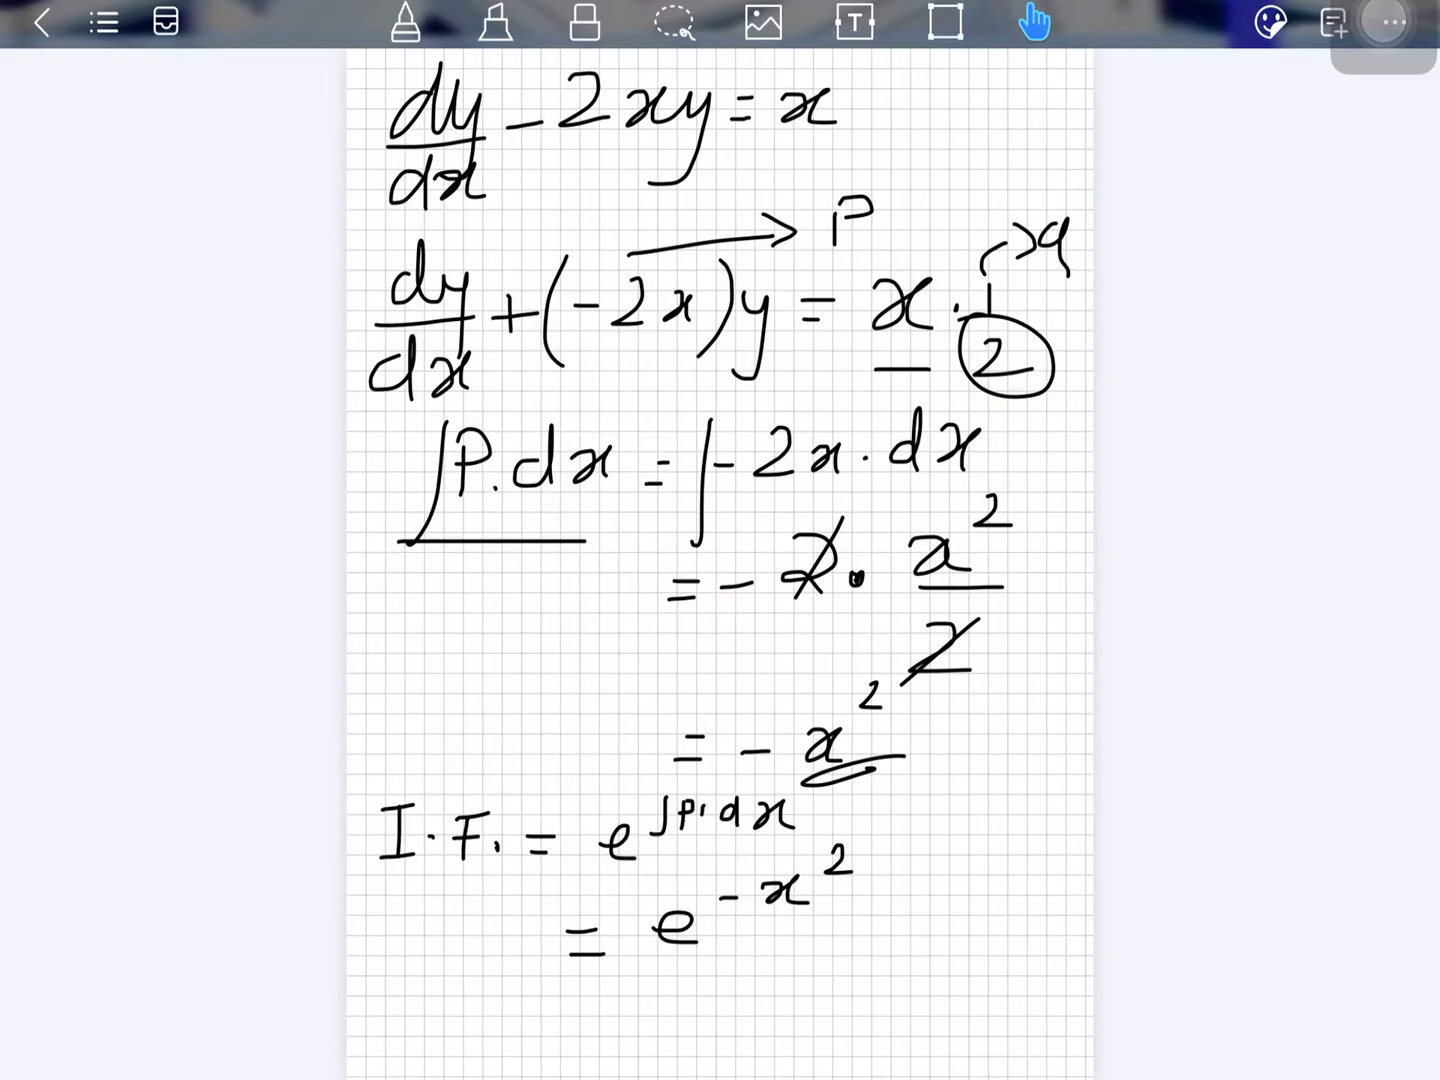 dy/dx - 2xy = x
→ P
→ q
dy/dx + (-2x)y = x · 1/2
∫P.dx = ∫-2x · dx
= - 2 · x²/2
= - x²
I.F. = e^∫P.dx
= e^-x²